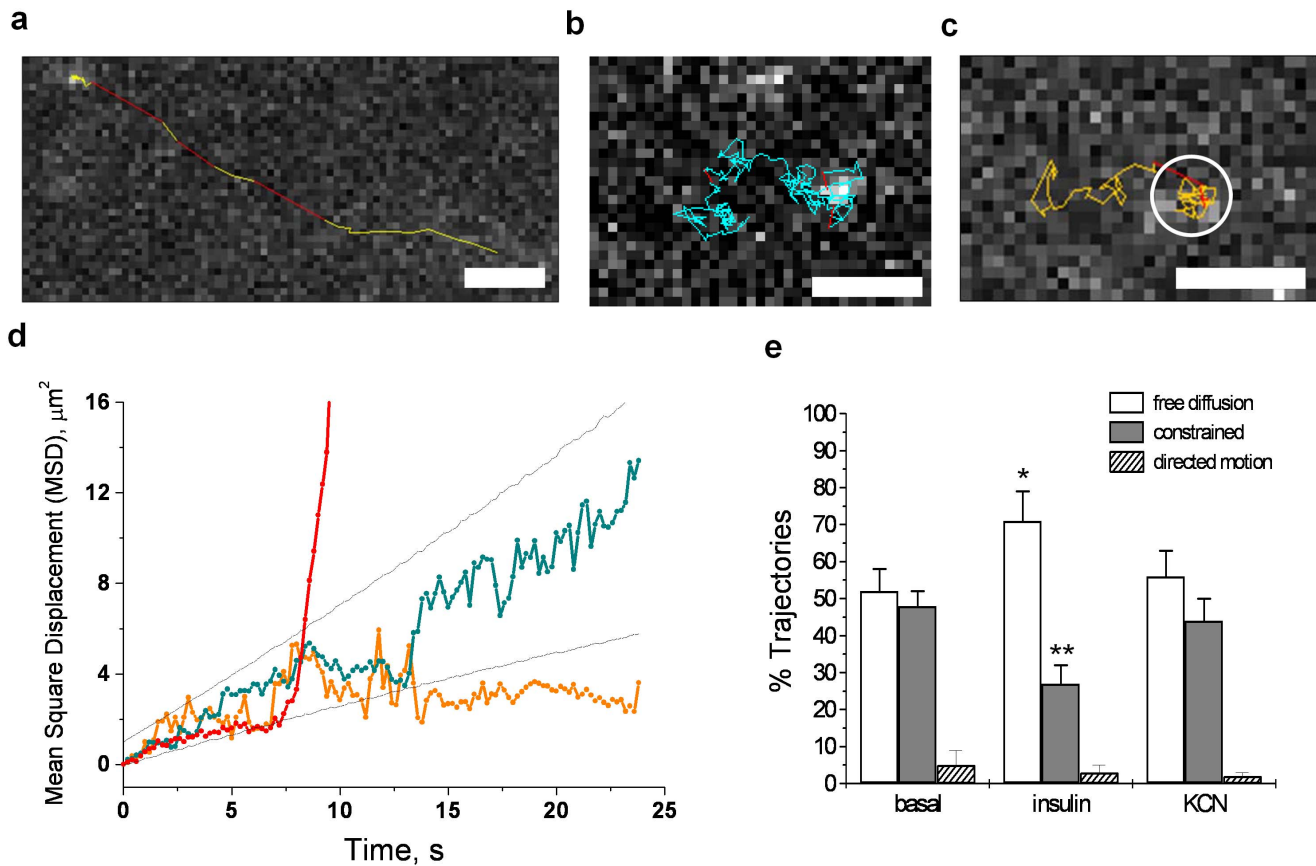 a
b
c
d
Mean Square Displacement (MSD), μm²
16
12
8
4
0
0 5 10 15 20 25
Time, s
e
free diffusion
constrained
directed motion
% Trajectories
100
90
80
70
60
50
40
30
20
10
0
*
**
basal insulin KCN